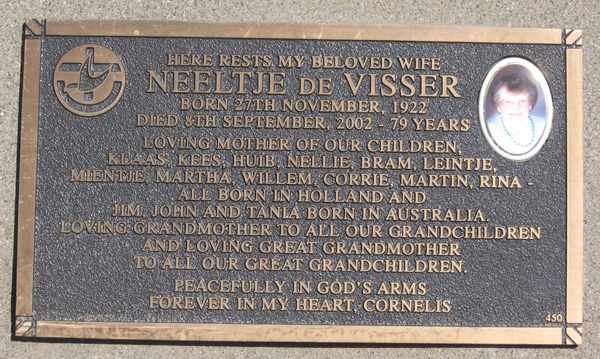 HERE RESTS MY BELOVED WIFE
NEELTJE DE VISSER
BORN 27TH NOVEMBER, 1922
DIED 8TH SEPTEMBER, 2002 - 79 YEARS
LOVING MOTHER OF OUR CHILDREN,
KLAAS, KEES, HUIB, NELLIE, BRAM, LEINTJE,
MIENTJE, MARTHA, WILLEM, CORRIE, MARTIN, RINA -
ALL BORN IN HOLLAND AND
JIM, JOHN AND TANIA BORN IN AUSTRALIA.
LOVING GRANDMOTHER TO ALL OUR GRANDCHILDREN
AND LOVING GREAT GRANDMOTHER
TO ALL OUR GREAT GRANDCHILDREN.
PEACEFULLY IN GOD'S ARMS
FOREVER IN MY HEART, CORNELIS
450